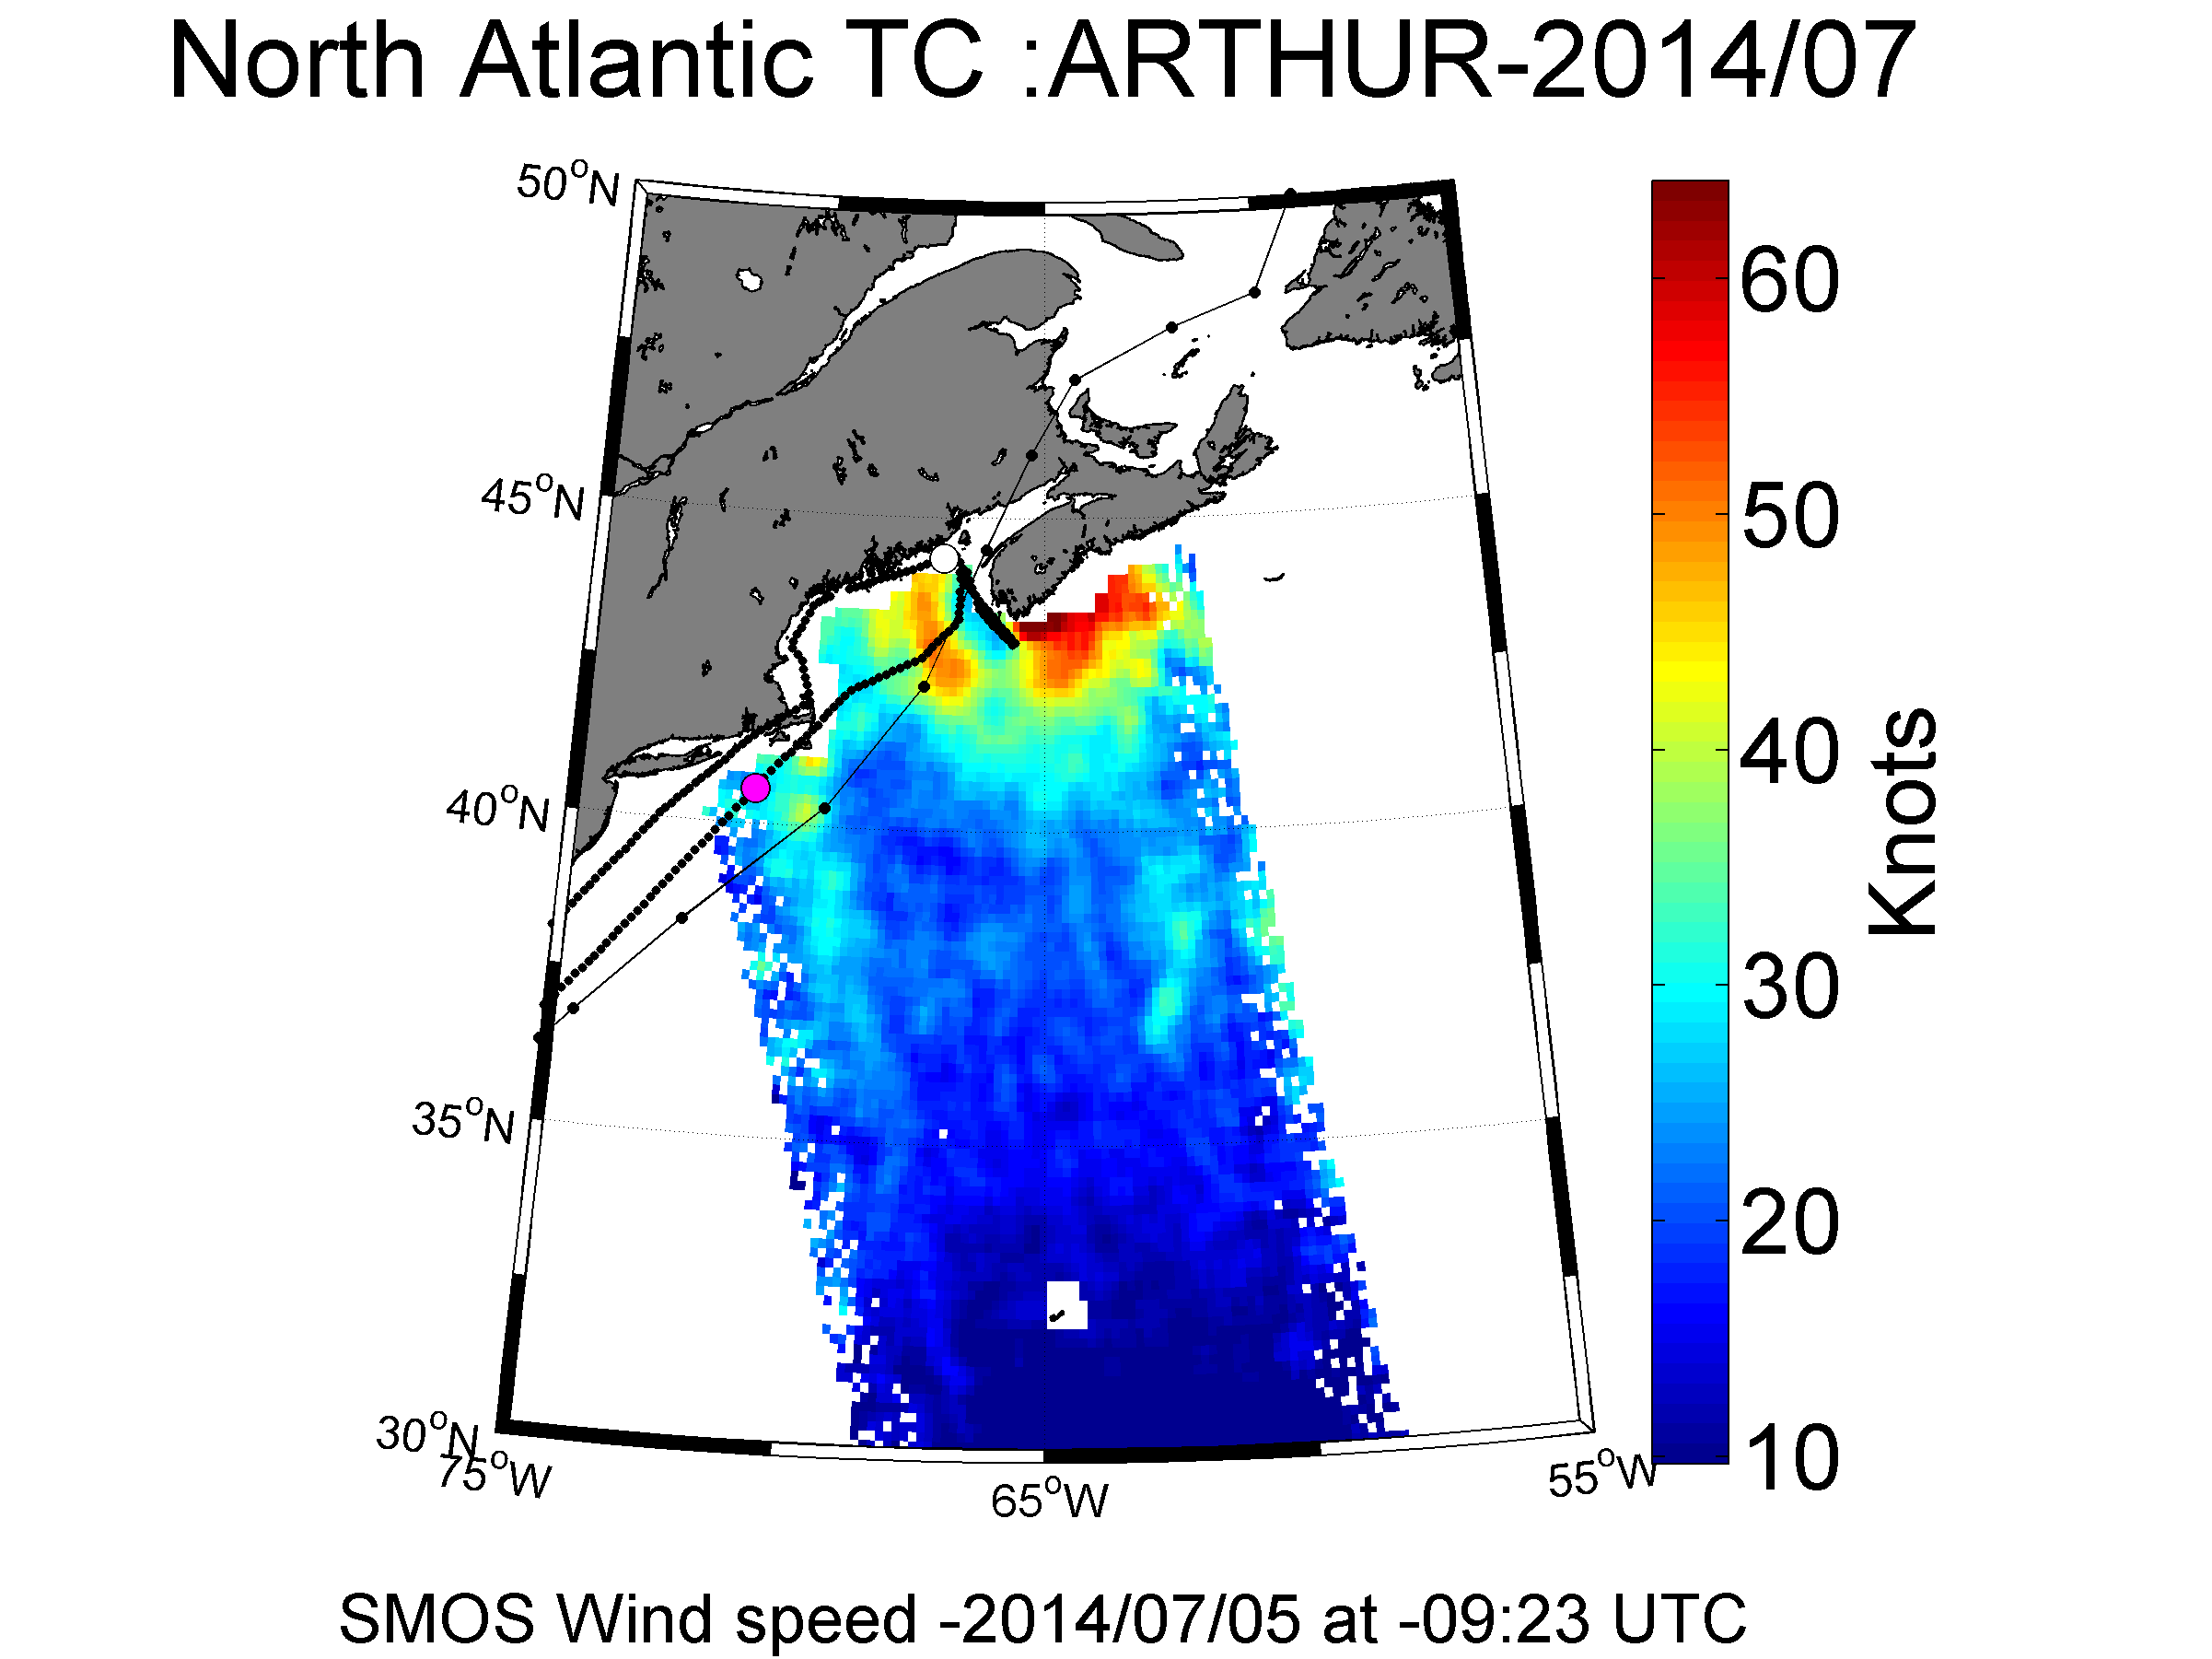 North Atlantic TC :ARTHUR-2014/07
50°N
45°N
40°N
35°N
30°N
75°W
65°W
55°W
60
50
40
30
20
10
Knots
SMOS Wind speed -2014/07/05 at -09:23 UTC